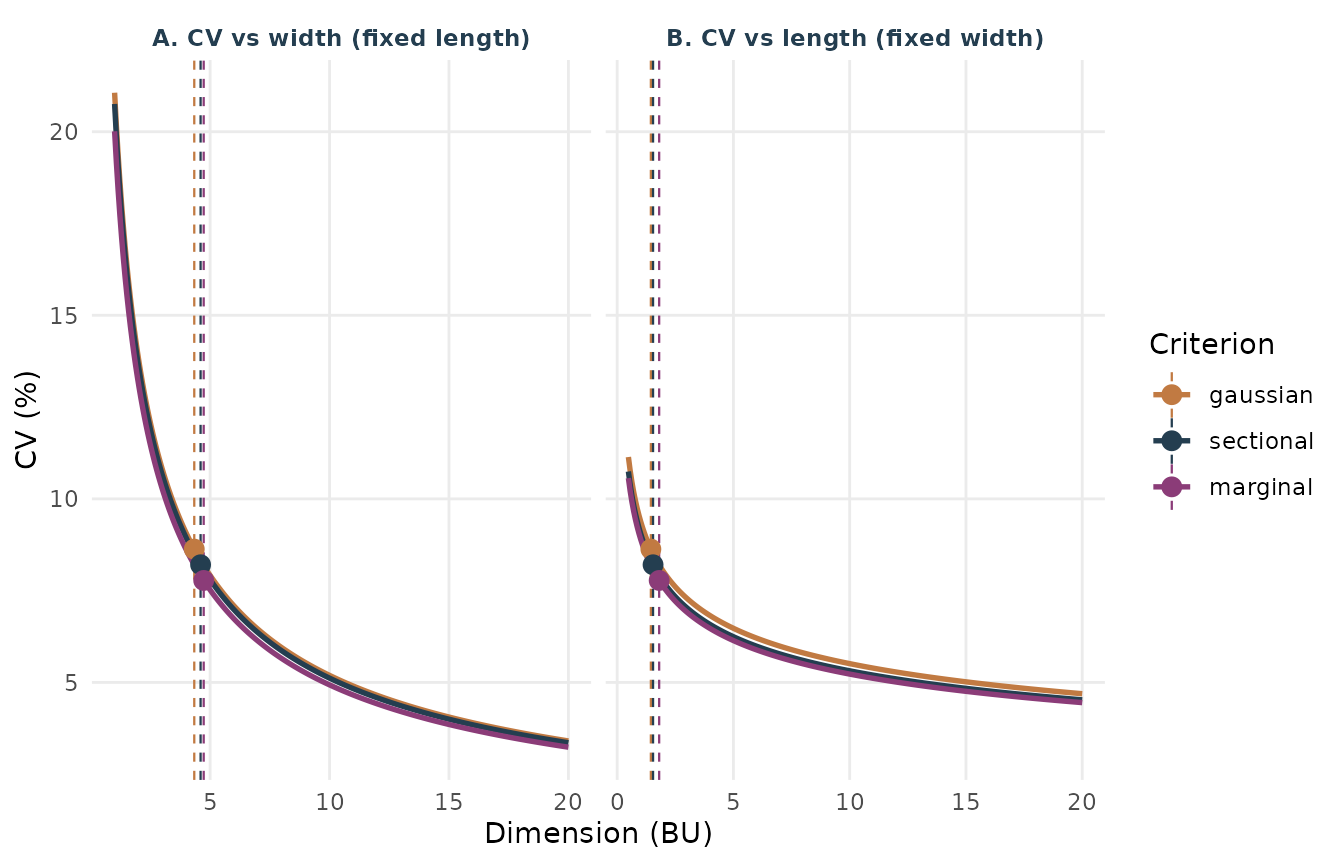 A. CV vs width (fixed length)
B. CV vs length (fixed width)
20
15
10
5
CV (%)
5
10
15
20
0
5
10
15
20
Dimension (BU)
Criterion
gaussian
sectional
marginal